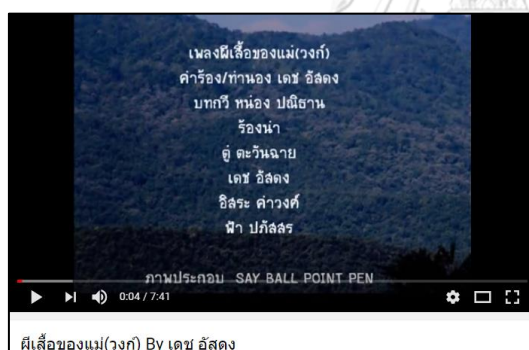 เพลงผีเสื้อของแม่(วงก์)
คำร้อง/ทำนอง เดช อัสดง
บทกวี หน่อง ปณิธาน
ร้องนำ
ตู่ ตะวันฉาย
เดช อัสดง
อิสระ คำวงศ์
ฟ้า ปภัสสร
ภาพประกอบ SAY BALL POINT PEN
0:04 / 7:41
ผีเสื้อของแม่(วงก์) By เดช อัสดง